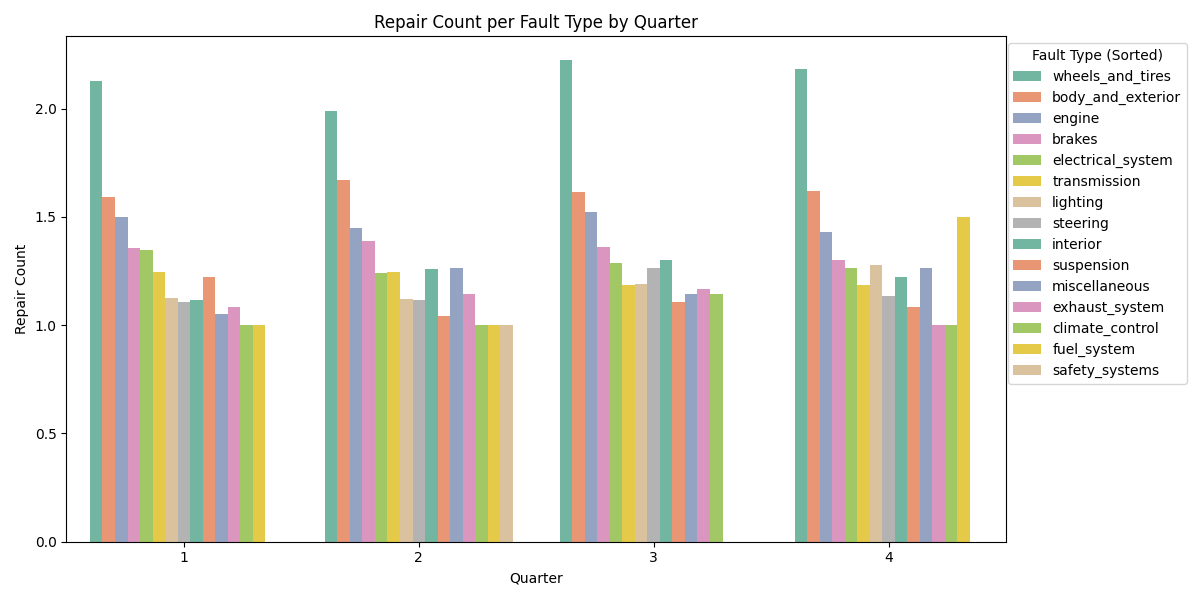 Repair Count per Fault Type by Quarter
Fault Type (Sorted)
wheels_and_tires
body_and_exterior
engine
brakes
electrical_system
transmission
lighting
steering
interior
suspension
miscellaneous
exhaust_system
climate_control
fuel_system
safety_systems
Repair Count
2.0
1.5
1.0
0.5
0.0
1 2 3 4
Quarter